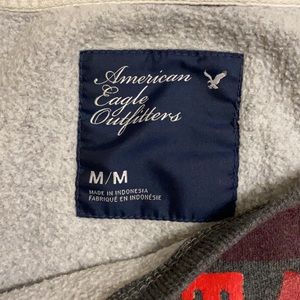 American
Eagle
Outfitters
M/M
MADE IN INDONESIA
FABRIQUÉ EN INDONÉSIE